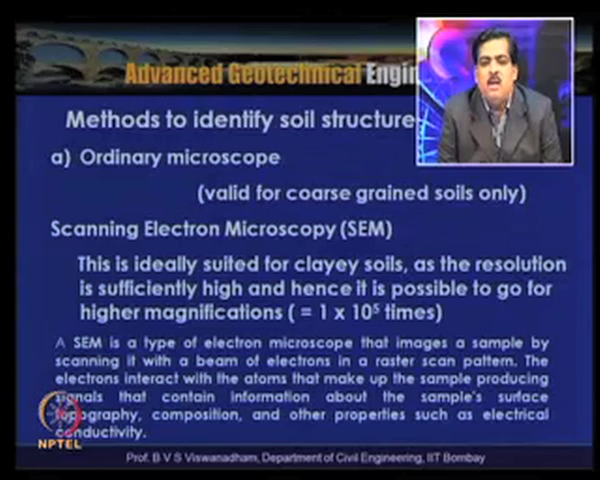 Advanced Geotechnical Engin
Methods to identify soil structure
a) Ordinary microscope
(valid for coarse grained soils only)
Scanning Electron Microscopy (SEM)
This is ideally suited for clayey soils, as the resolution
is sufficiently high and hence it is possible to go for
higher magnifications ( = 1 x 10⁵ times)
A SEM is a type of electron microscope that images a sample by
scanning it with a beam of electrons in a raster scan pattern. The
electrons interact with the atoms that make up the sample producing
signals that contain information about the sample's surface
topography, composition, and other properties such as electrical
conductivity.
NPTEL
Prof. B V S Viswanadham, Department of Civil Engineering, IIT Bombay